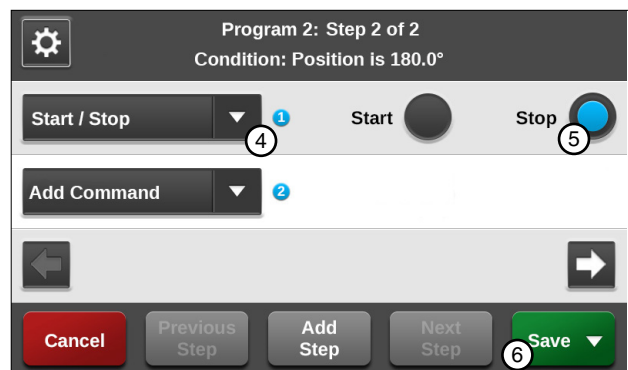 Program 2: Step 2 of 2
Condition: Position is 180.0°
Start / Stop 4 1 Start Stop 5
Add Command 2
Cancel Previous Step Add Step Next Step 6 Save